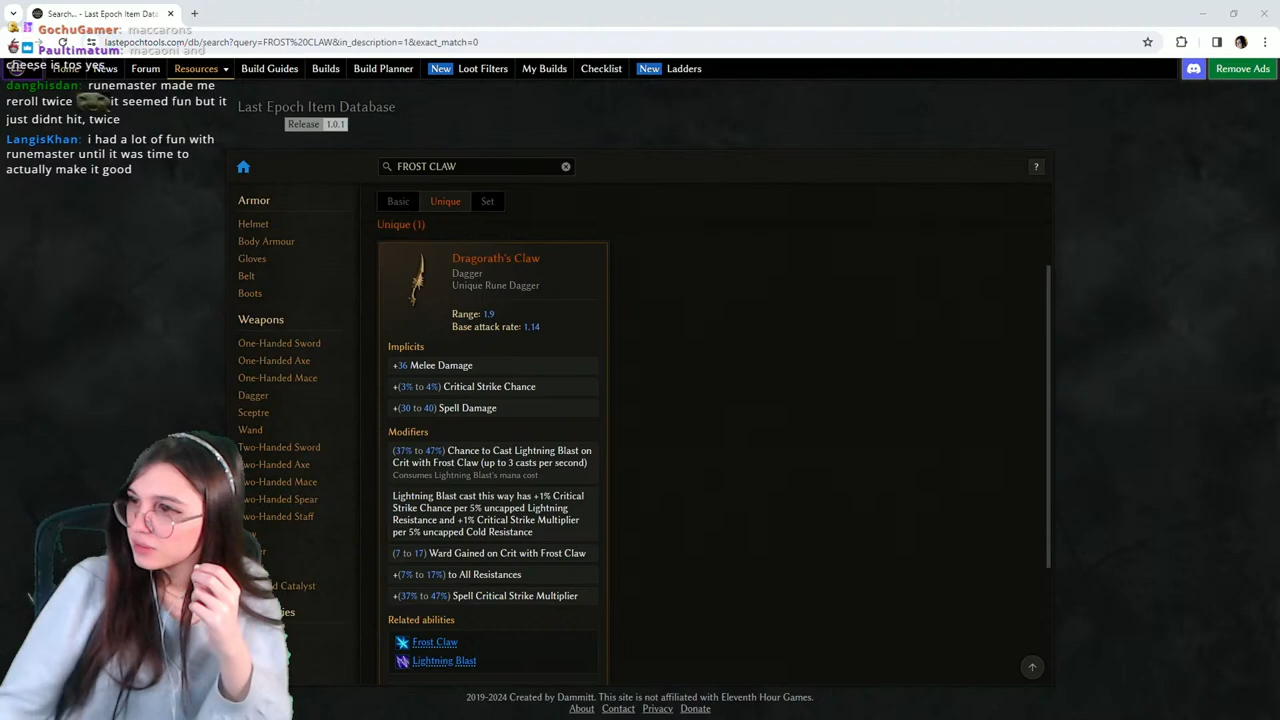 Search... - Last Epoch Item Data
lastepochtools.com/db/search?query=FROST%20CLAW&in_description=1&exact_match=0
GochuGamer: maccarons
Paultimatum: macaoni and
cheese is tos yes
danghisdan: runemaster made me
reroll twice it seemed fun but it
just didnt hit, twice
LangisKhan: i had a lot of fun with
runemaster until it was time to
actually make it good
News
Forum
Resources
Build Guides
Builds
Build Planner
New Loot Filters
My Builds
Checklist
New Ladders
Remove Ads
Last Epoch Item Database
Release 1.0.1
FROST CLAW
?
Armor
Helmet
Body Armour
Gloves
Belt
Boots
Weapons
One-Handed Sword
One-Handed Axe
One-Handed Mace
Dagger
Sceptre
Wand
Two-Handed Sword
Two-Handed Axe
Two-Handed Mace
Two-Handed Spear
Two-Handed Staff
Catalyst
Basic
Unique
Set
Unique (1)
Dragorath's Claw
Dagger
Unique Rune Dagger
Range: 1.9
Base attack rate: 1.14
Implicits
+36 Melee Damage
+(3% to 4%) Critical Strike Chance
+(30 to 40) Spell Damage
Modifiers
(37% to 47%) Chance to Cast Lightning Blast on
Crit with Frost Claw (up to 3 casts per second)
Consumes Lightning Blast's mana cost
Lightning Blast cast this way has +1% Critical
Strike Chance per 5% uncapped Lightning
Resistance and +1% Critical Strike Multiplier
per 5% uncapped Cold Resistance
(7 to 17) Ward Gained on Crit with Frost Claw
+(7% to 17%) to All Resistances
+(37% to 47%) Spell Critical Strike Multiplier
Related abilities
Frost Claw
Lightning Blast
2019-2024 Created by Dammitt. This site is not affiliated with Eleventh Hour Games.
About
Contact
Privacy
Donate